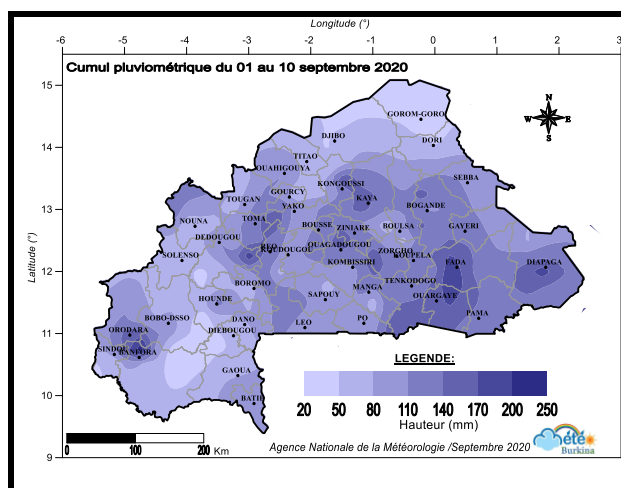 Longitude (°)
-6 -5 -4 -3 -2 -1 0 1 2 3
Cumul pluviométrique du 01 au 10 septembre 2020
15
GOROM-GORO
N
W E
S
14
DJIBO
DORI
TITAO
OUAHIGOUYA
SEBBA
KONGOUSSI
GOURCY
TOUGAN
KAYA
13
YAKO
BOGANDE
NOUNA
TOMA
BOUSSE
ZINIARE
BOULSA
GAYERI
DEDOUGOU
REO
KOUDOUGOU
OUAGADOUGOU
ZORGHO
SOLENSO
KOMBISSIRI
KOUPELA
FADA
DIAPAGA
12
Latitude (°)
BOROMO
TENKODOGO
HOUNDE
SAPOUY
MANGA
OUARGAYE
BOBO-DSSO
DANO
LEO
PO
PAMA
ORODARA
DIEBOUGOU
11
SINDOU
BANFORA
LEGENDE:
GAOUA
10
BATIE
20 50 80 110 140 170 200 250
Hauteur (mm)
0 100 200 Km
Agence Nationale de la Météorologie /Septembre 2020
météo
Burkina
9